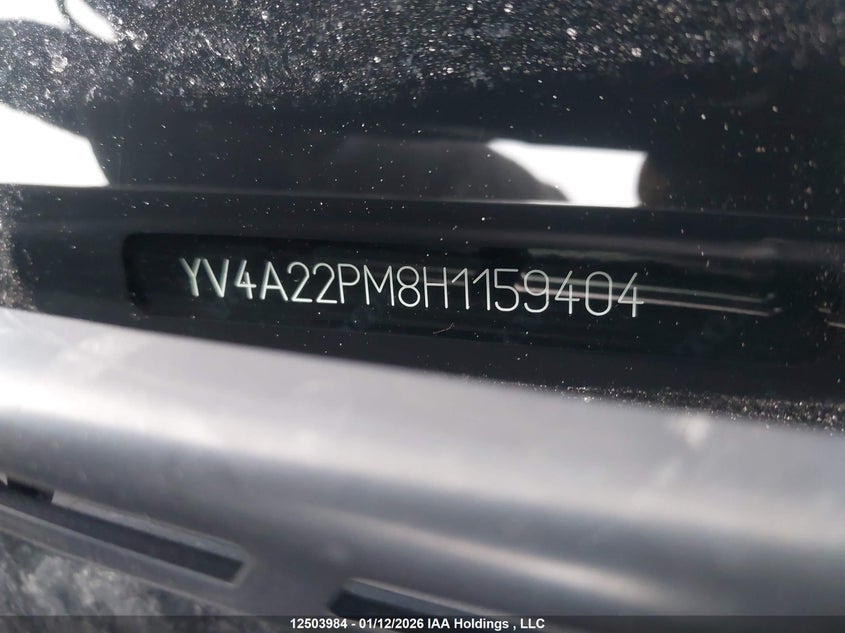 YV4A22PM8H1159404
12503984 - 01/12/2026 IAA Holdings , LLC